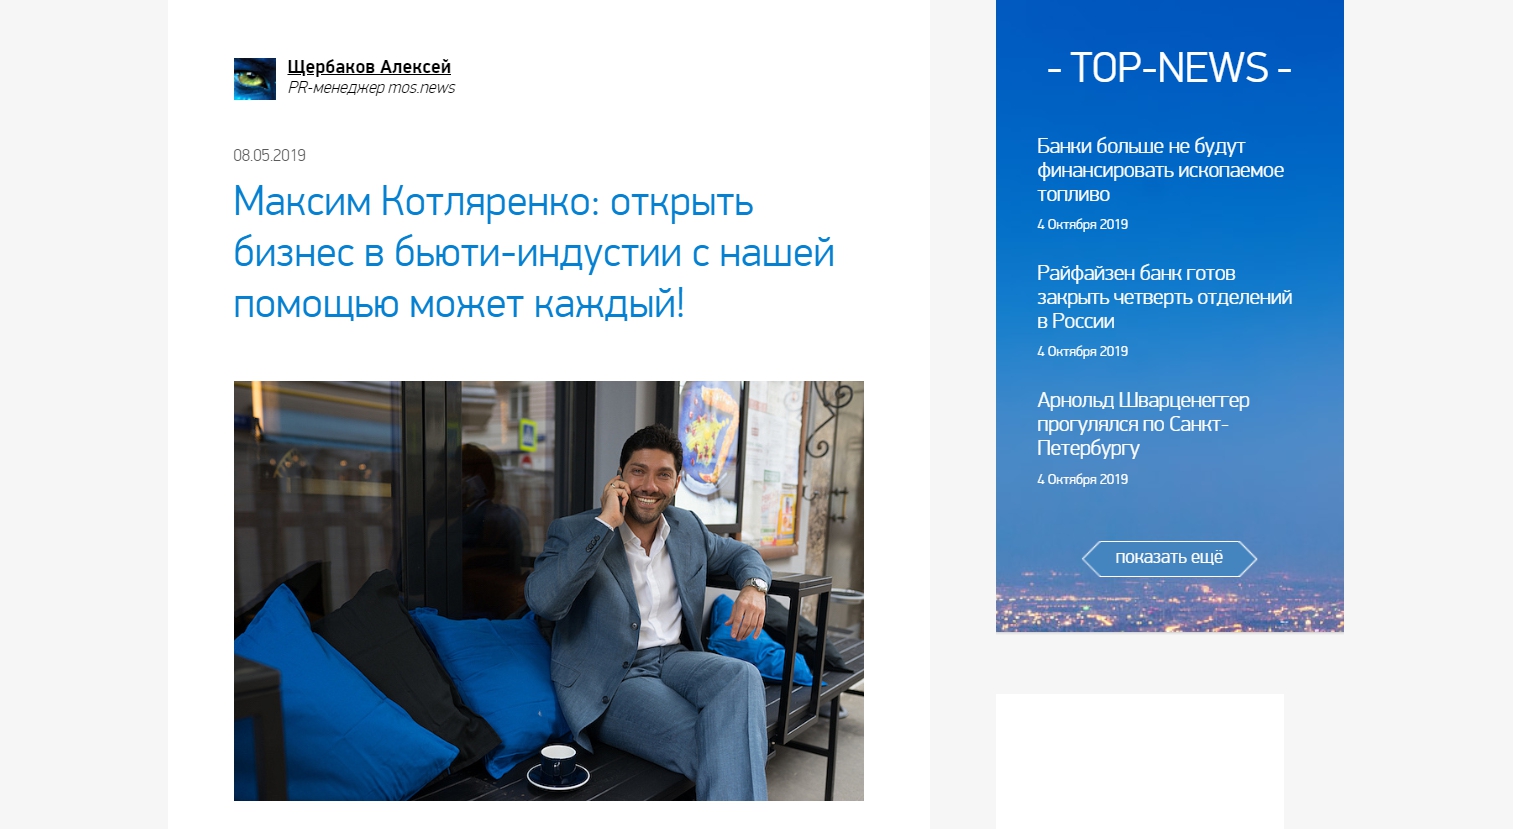 Щербаков Алексей
PR-менеджер mos.news
08.05.2019
Максим Котляренко: открыть
бизнес в бьюти-индустии с нашей
помощью может каждый!
- TOP-NEWS -
Банки больше не будут
финансировать ископаемое
топливо
4 Октября 2019
Райфайзен банк готов
закрыть четверть отделений
в России
4 Октября 2019
Арнольд Шварценеггер
прогулялся по Санкт-
Петербургу
4 Октября 2019
показать ещё